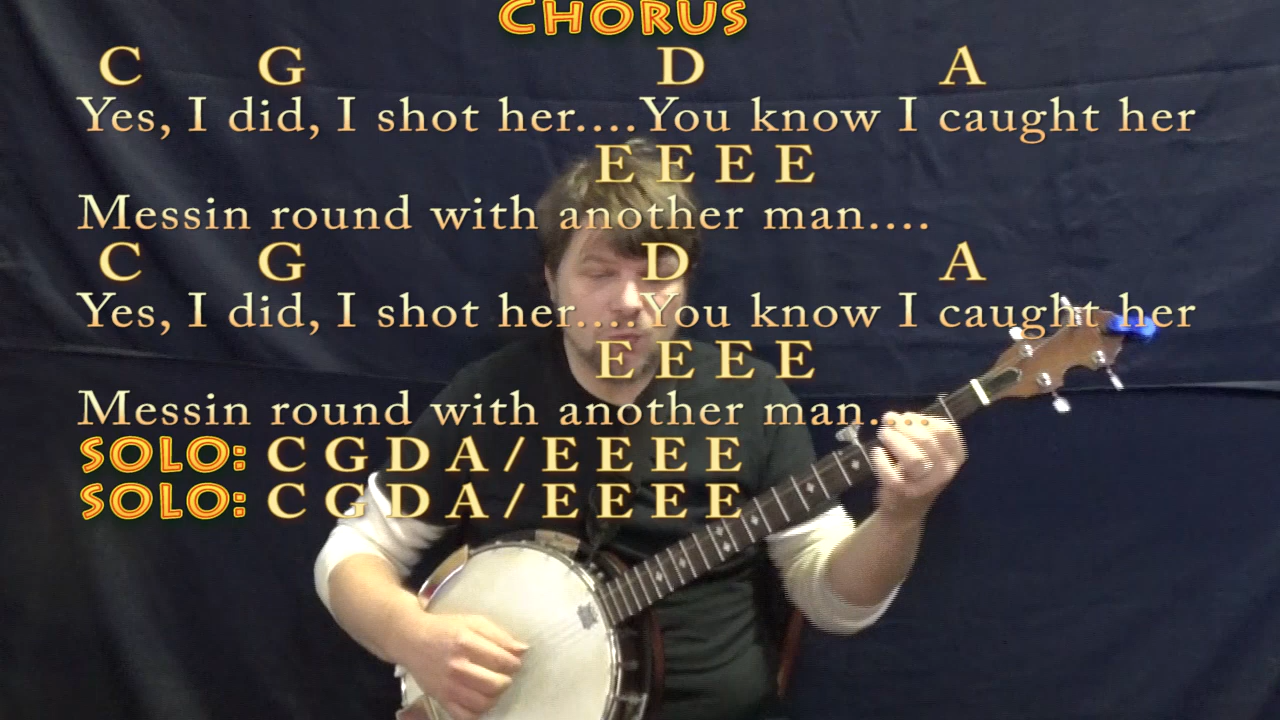 CHORUS
C G D A
Yes, I did, I shot her....You know I caught her
E E E E
Messin round with another man....
C G D A
Yes, I did, I shot her....You know I caught her
E E E E
Messin round with another man....
SOLO: C G D A / E E E E
SOLO: C G D A / E E E E